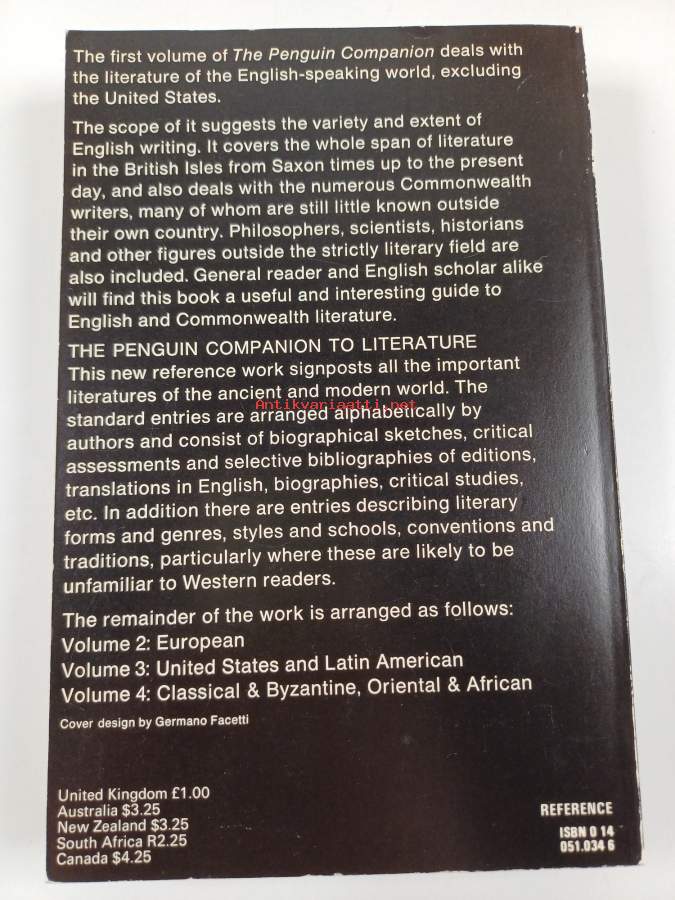 The first volume of The Penguin Companion deals with
the literature of the English-speaking world, excluding
the United States.
The scope of it suggests the variety and extent of
English writing. It covers the whole span of literature
in the British Isles from Saxon times up to the present
day, and also deals with the numerous Commonwealth
writers, many of whom are still little known outside
their own country. Philosophers, scientists, historians
and other figures outside the strictly literary field are
also included. General reader and English scholar alike
will find this book a useful and interesting guide to
English and Commonwealth literature.
THE PENGUIN COMPANION TO LITERATURE
This new reference work signposts all the important
literatures of the ancient and modern world. The
Antikvariaatti.net
standard entries are arranged alphabetically by
authors and consist of biographical sketches, critical
assessments and selective bibliographies of editions,
translations in English, biographies, critical studies,
etc. In addition there are entries describing literary
forms and genres, styles and schools, conventions and
traditions, particularly where these are likely to be
unfamiliar to Western readers.
The remainder of the work is arranged as follows:
Volume 2: European
Volume 3: United States and Latin American
Volume 4: Classical & Byzantine, Oriental & African
Cover design by Germano Facetti
United Kingdom £1.00
Australia $3.25
New Zealand $3.25
South Africa R2.25
Canada $4.25
REFERENCE
ISBN 0 14
051.034 6